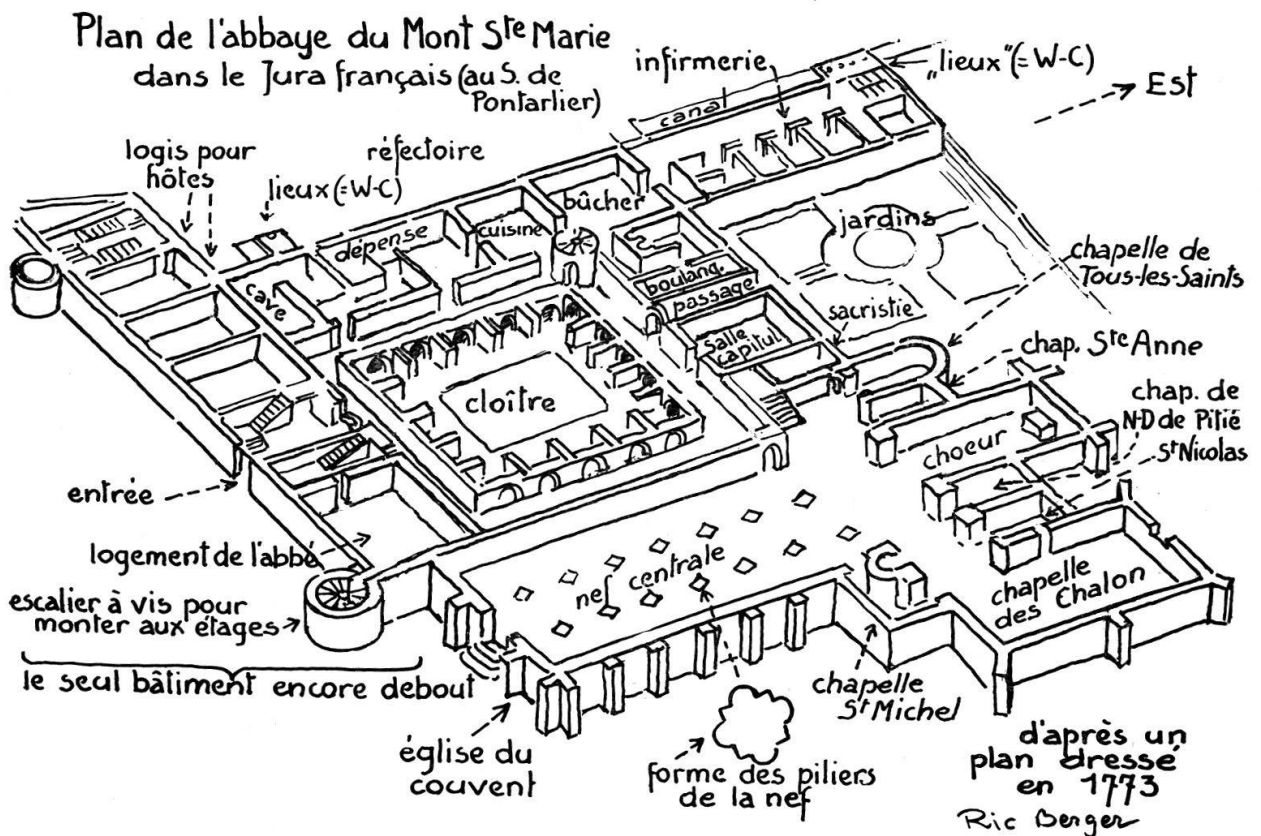 Plan de l'abbaye du Mont Ste Marie
dans le Jura français (au S. de
Pontarlier)
infirmerie
„lieux" (= W-C)
Est
canal
logis pour
hôtes
lieux (= W-C)
réfectoire
bûcher
cuisine
dépense
cave
jardins
boulang.
passage
Salle
capitul
sacristie
chapelle de
Tous-les-Saints
chap. Ste Anne
chap. de
N-D de Pitié
St Nicolas
cloître
choeur
entrée
logement de l'abbé
nef centrale
chapelle
des Chalon
escalier à vis pour
monter aux étages
le seul bâtiment encore debout
chapelle
St Michel
église du
couvent
forme des piliers
de la nef
d'après un
plan dressé
en 1773
Ric Berger